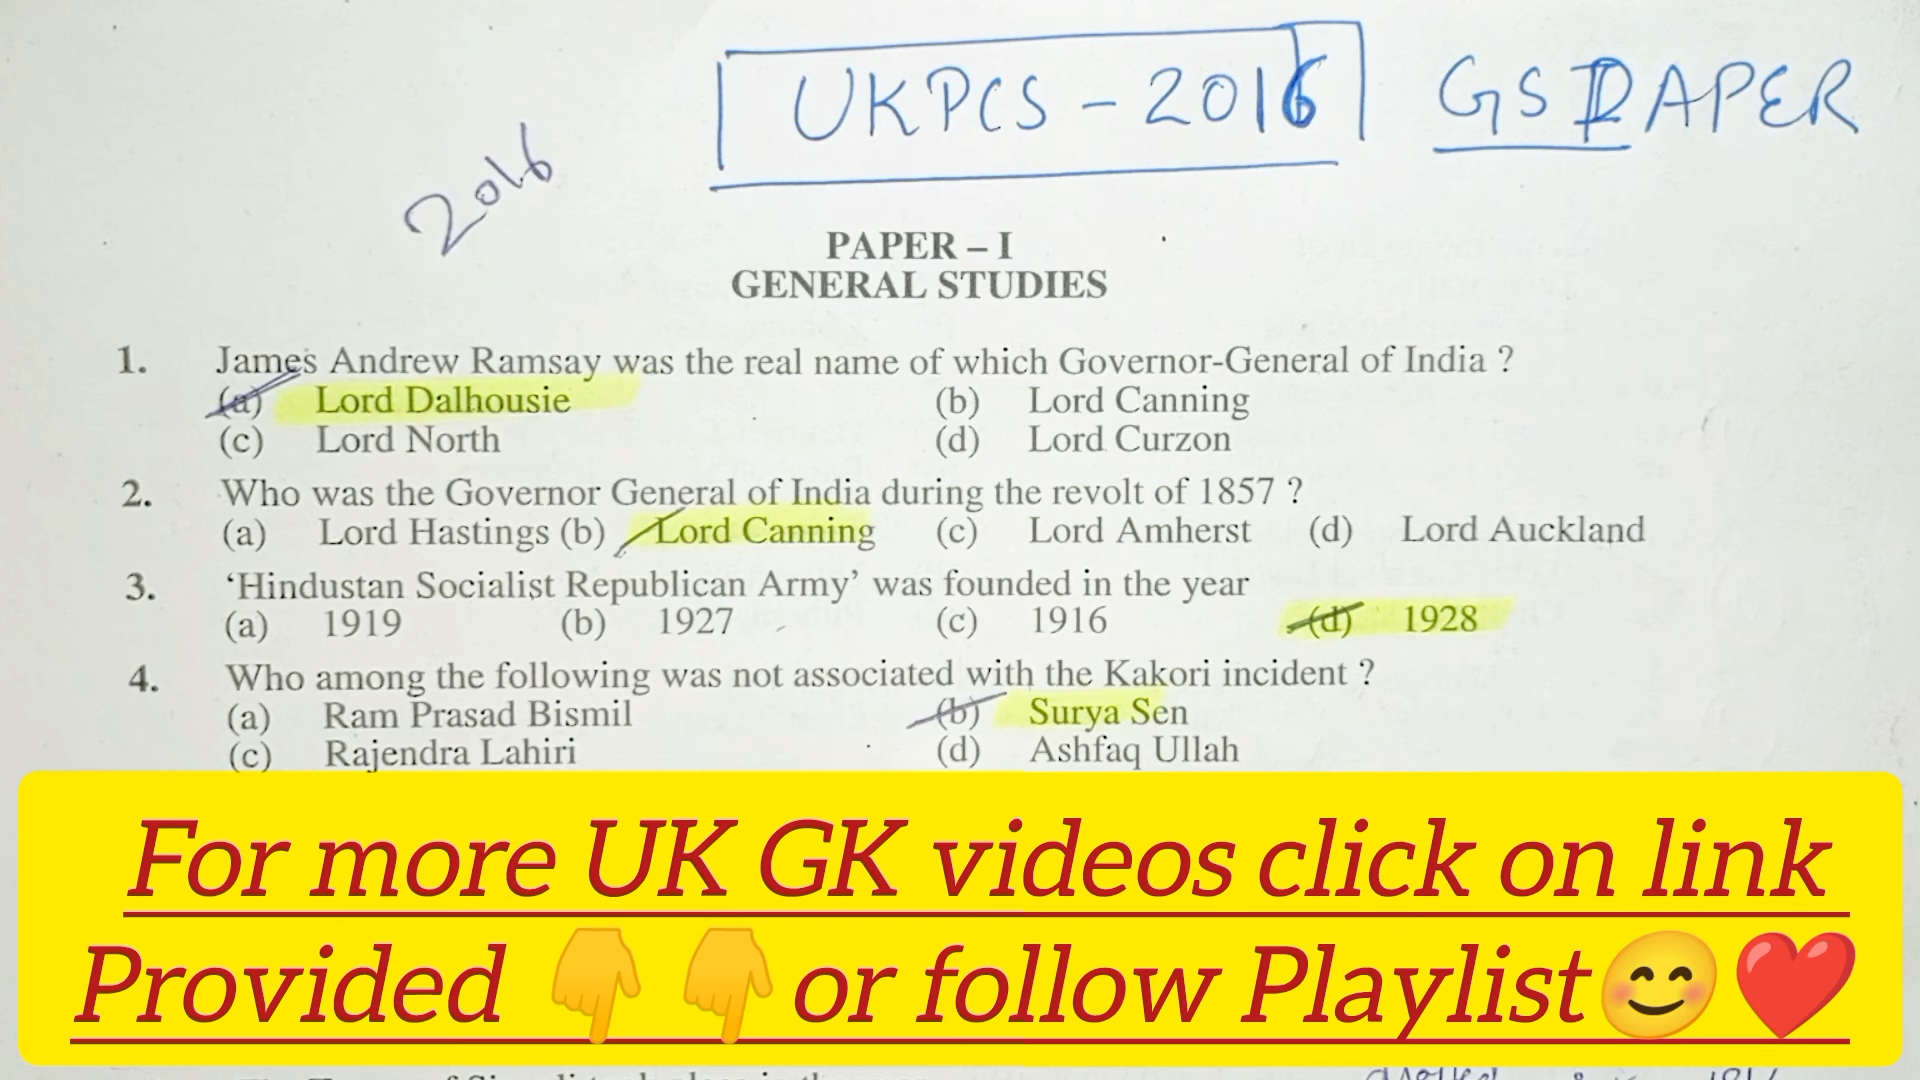 UKPCS - 2016 GS PAPER
2016
PAPER – I
GENERAL STUDIES
1. James Andrew Ramsay was the real name of which Governor-General of India ?
(a) Lord Dalhousie (b) Lord Canning
(c) Lord North (d) Lord Curzon
2. Who was the Governor General of India during the revolt of 1857 ?
(a) Lord Hastings (b) Lord Canning (c) Lord Amherst (d) Lord Auckland
3. ‘Hindustan Socialist Republican Army’ was founded in the year
(a) 1919 (b) 1927 (c) 1916 (d) 1928
4. Who among the following was not associated with the Kakori incident ?
(a) Ram Prasad Bismil (b) Surya Sen
(c) Rajendra Lahiri (d) Ashfaq Ullah
For more UK GK videos click on link
Provided 👇👇or follow Playlist😊❤️